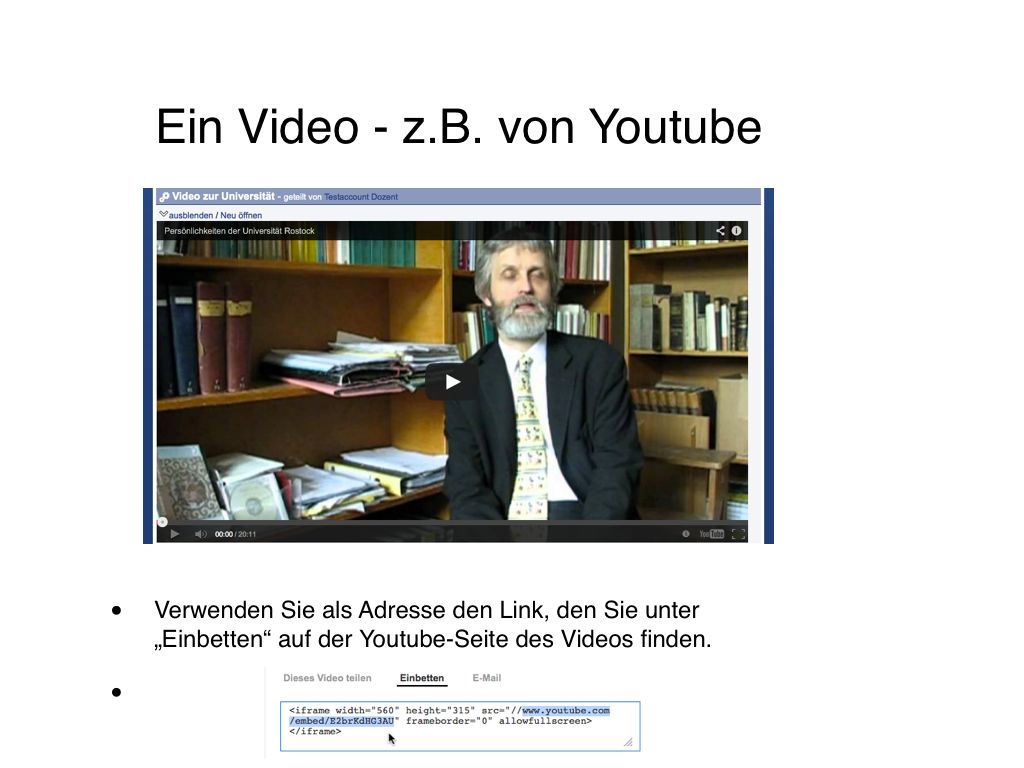 Ein Video - z.B. von Youtube
Video zur Universität - geteilt von Testaccount Dozent
ausblenden / Neu öffnen
Persönlichkeiten der Universität Rostock
00:00 / 20:11
YouTube
• Verwenden Sie als Adresse den Link, den Sie unter
„Einbetten“ auf der Youtube-Seite des Videos finden.
•
Dieses Video teilen Einbetten E-Mail
<iframe width="560" height="315" src="//www.youtube.com
/embed/E2brKdHG3AU" frameborder="0" allowfullscreen>
</iframe>